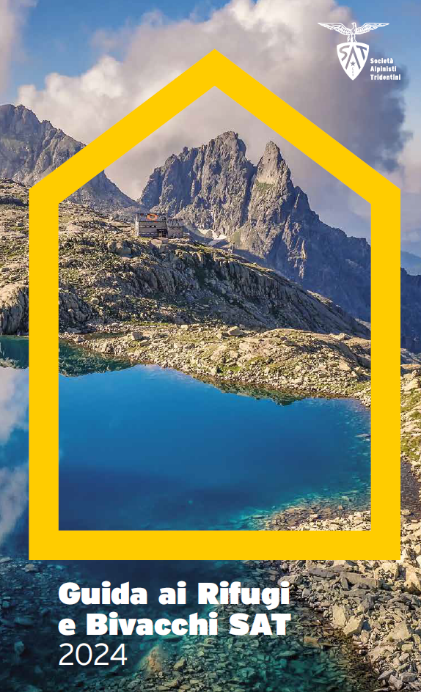 SAT
Società
Alpinisti
Tridentini
Guida ai Rifugi
e Bivacchi SAT
2024